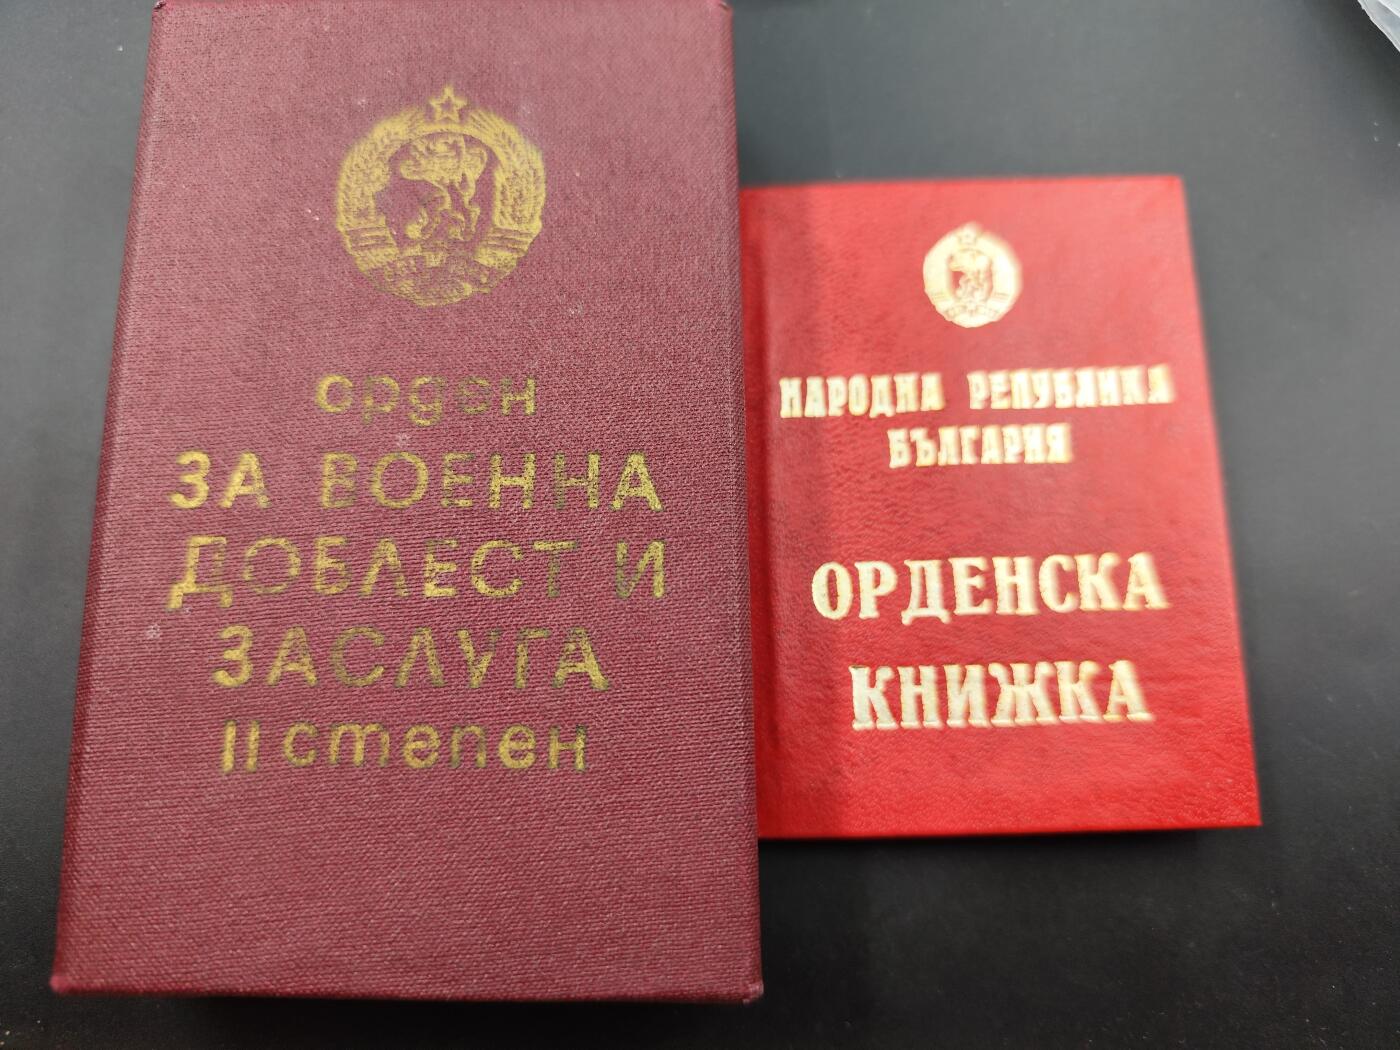 орден
ЗА ВОЕННА
ДОБЛЕСТ И
ЗАСЛУГА
II степен
НАРОДНА РЕПУБЛИКА
БЪЛГАРИЯ
ОРДЕНСКА
КНИЖКА